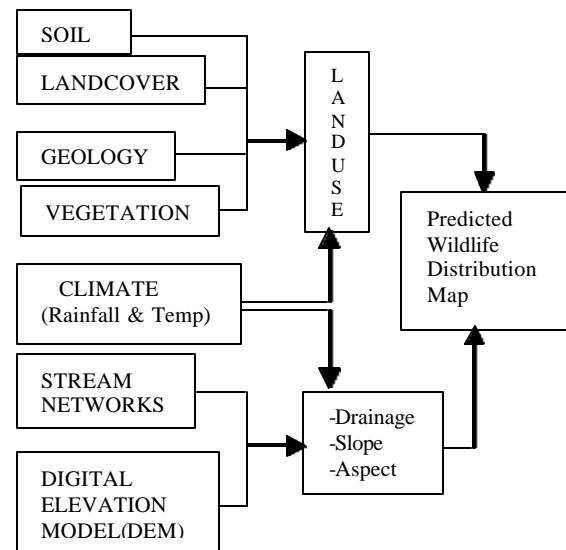 SOIL
LANDCOVER
GEOLOGY
VEGETATION
CLIMATE
(Rainfall & Temp)
STREAM
NETWORKS
DIGITAL
ELEVATION
MODEL(DEM)
L
A
N
D
U
S
E
-Drainage
-Slope
-Aspect
Predicted
Wildlife
Distribution
Map